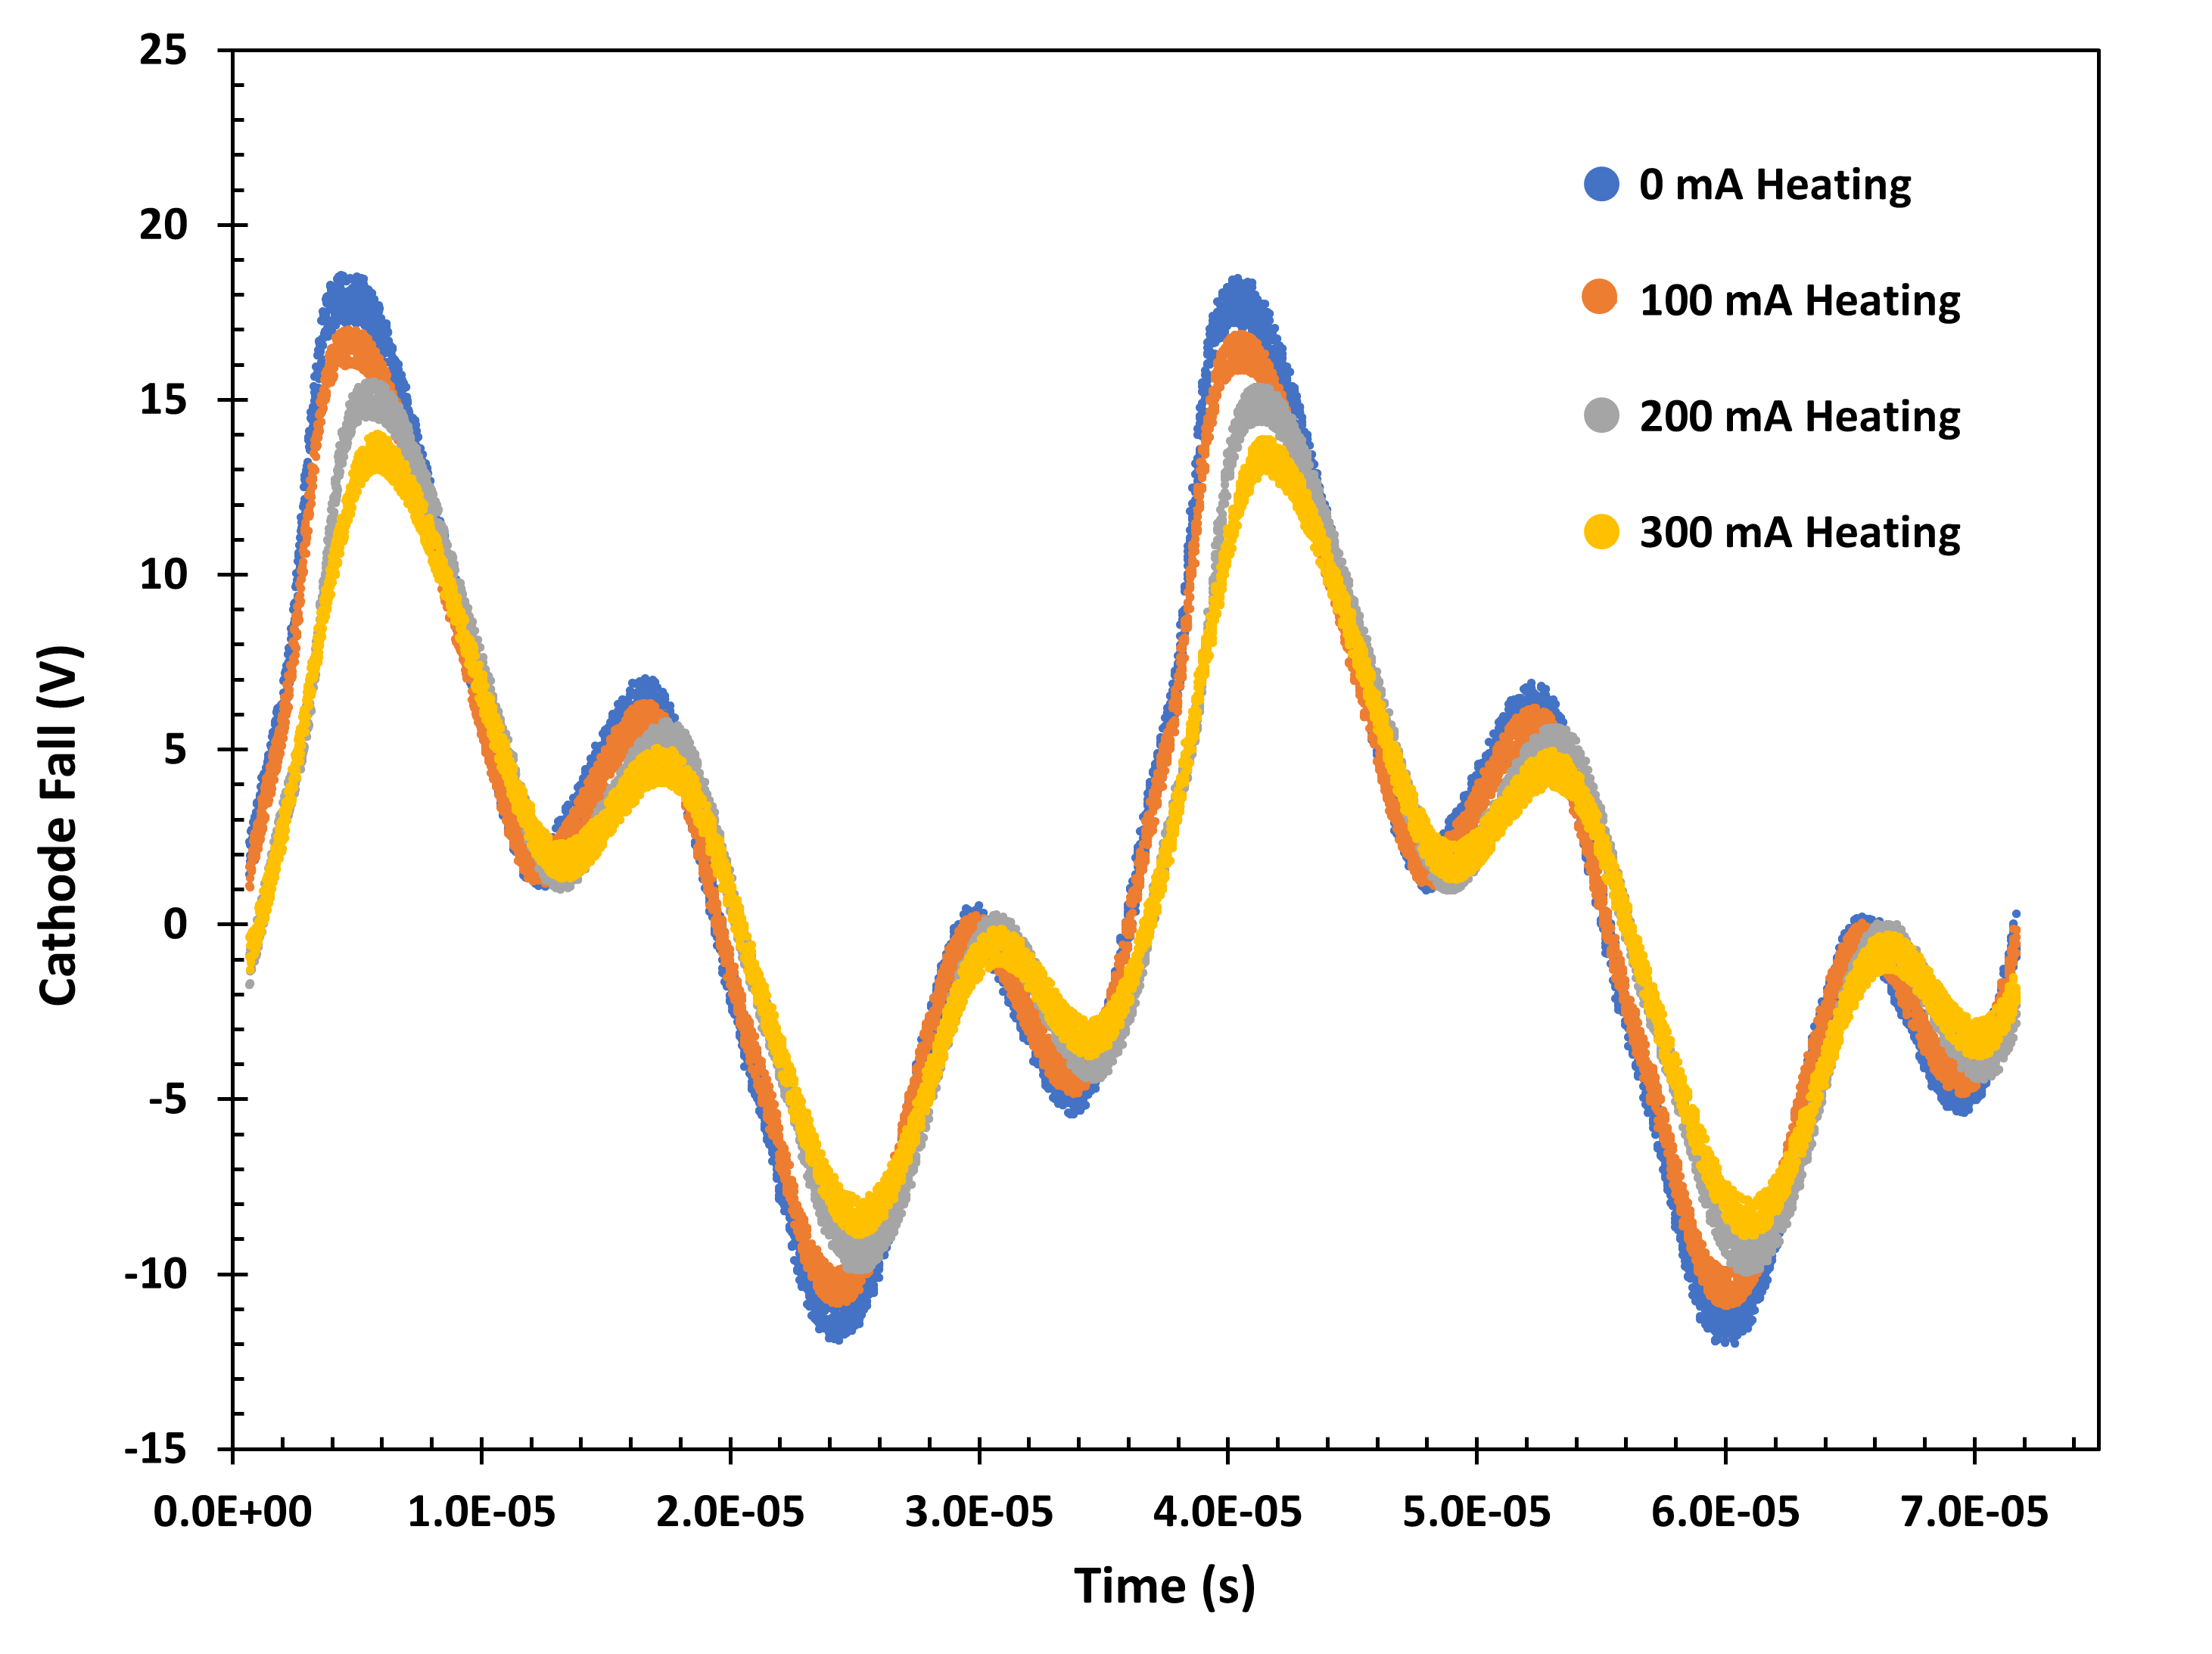 25
20
15
10
5
0
-5
-10
-15
Cathode Fall (V)
0 mA Heating
100 mA Heating
200 mA Heating
300 mA Heating
0.0E+00 1.0E-05 2.0E-05 3.0E-05 4.0E-05 5.0E-05 6.0E-05 7.0E-05
Time (s)